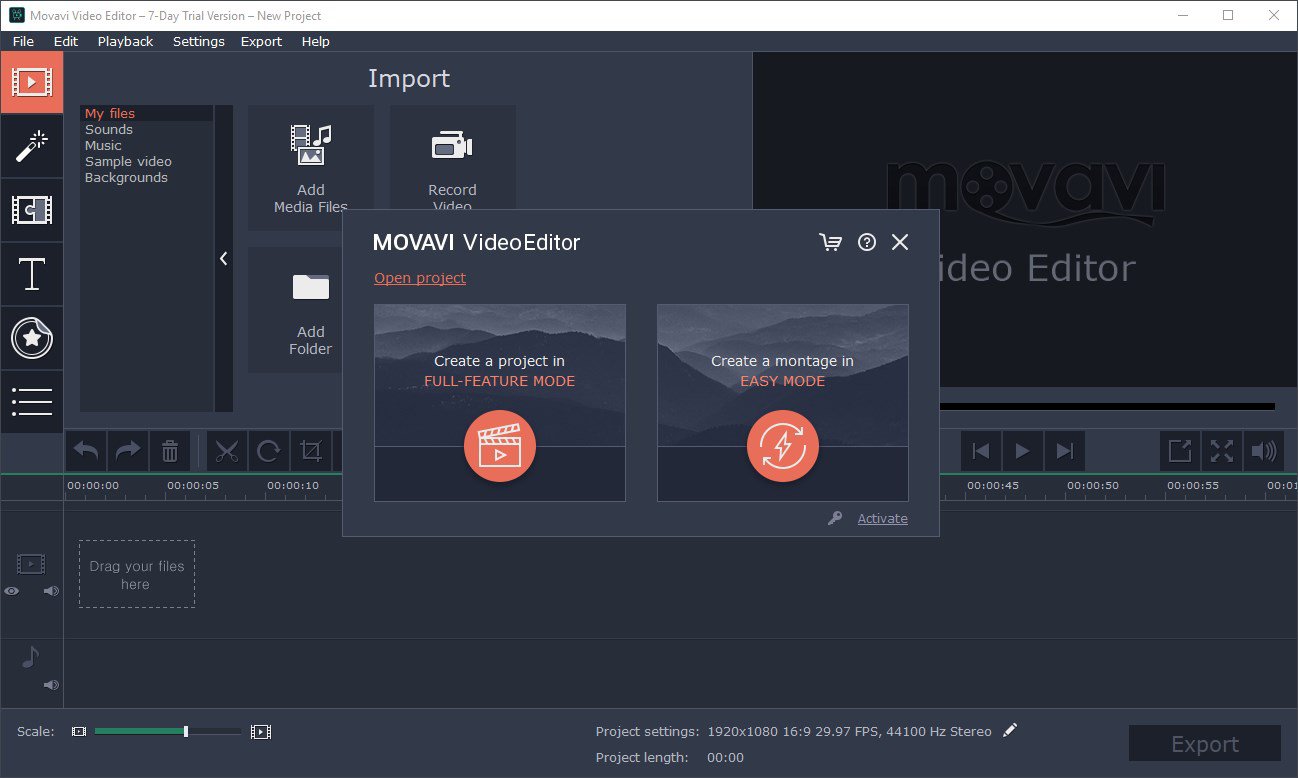 Movavi Video Editor – 7-Day Trial Version – New Project
File Edit Playback Settings Export Help
Import
My files
Sounds
Music
Sample video
Backgrounds
Add
Media Files
Record
Video
Add
Folder
movavi
ideo Editor
MOVAVI Video Editor
Open project
Create a project in
FULL-FEATURE MODE
Create a montage in
EASY MODE
Activate
00:00:00 00:00:05 00:00:10 00:00:45 00:00:50 00:00:55
Drag your files
here
Scale:
Project settings: 1920x1080 16:9 29.97 FPS, 44100 Hz Stereo
Project length: 00:00
Export